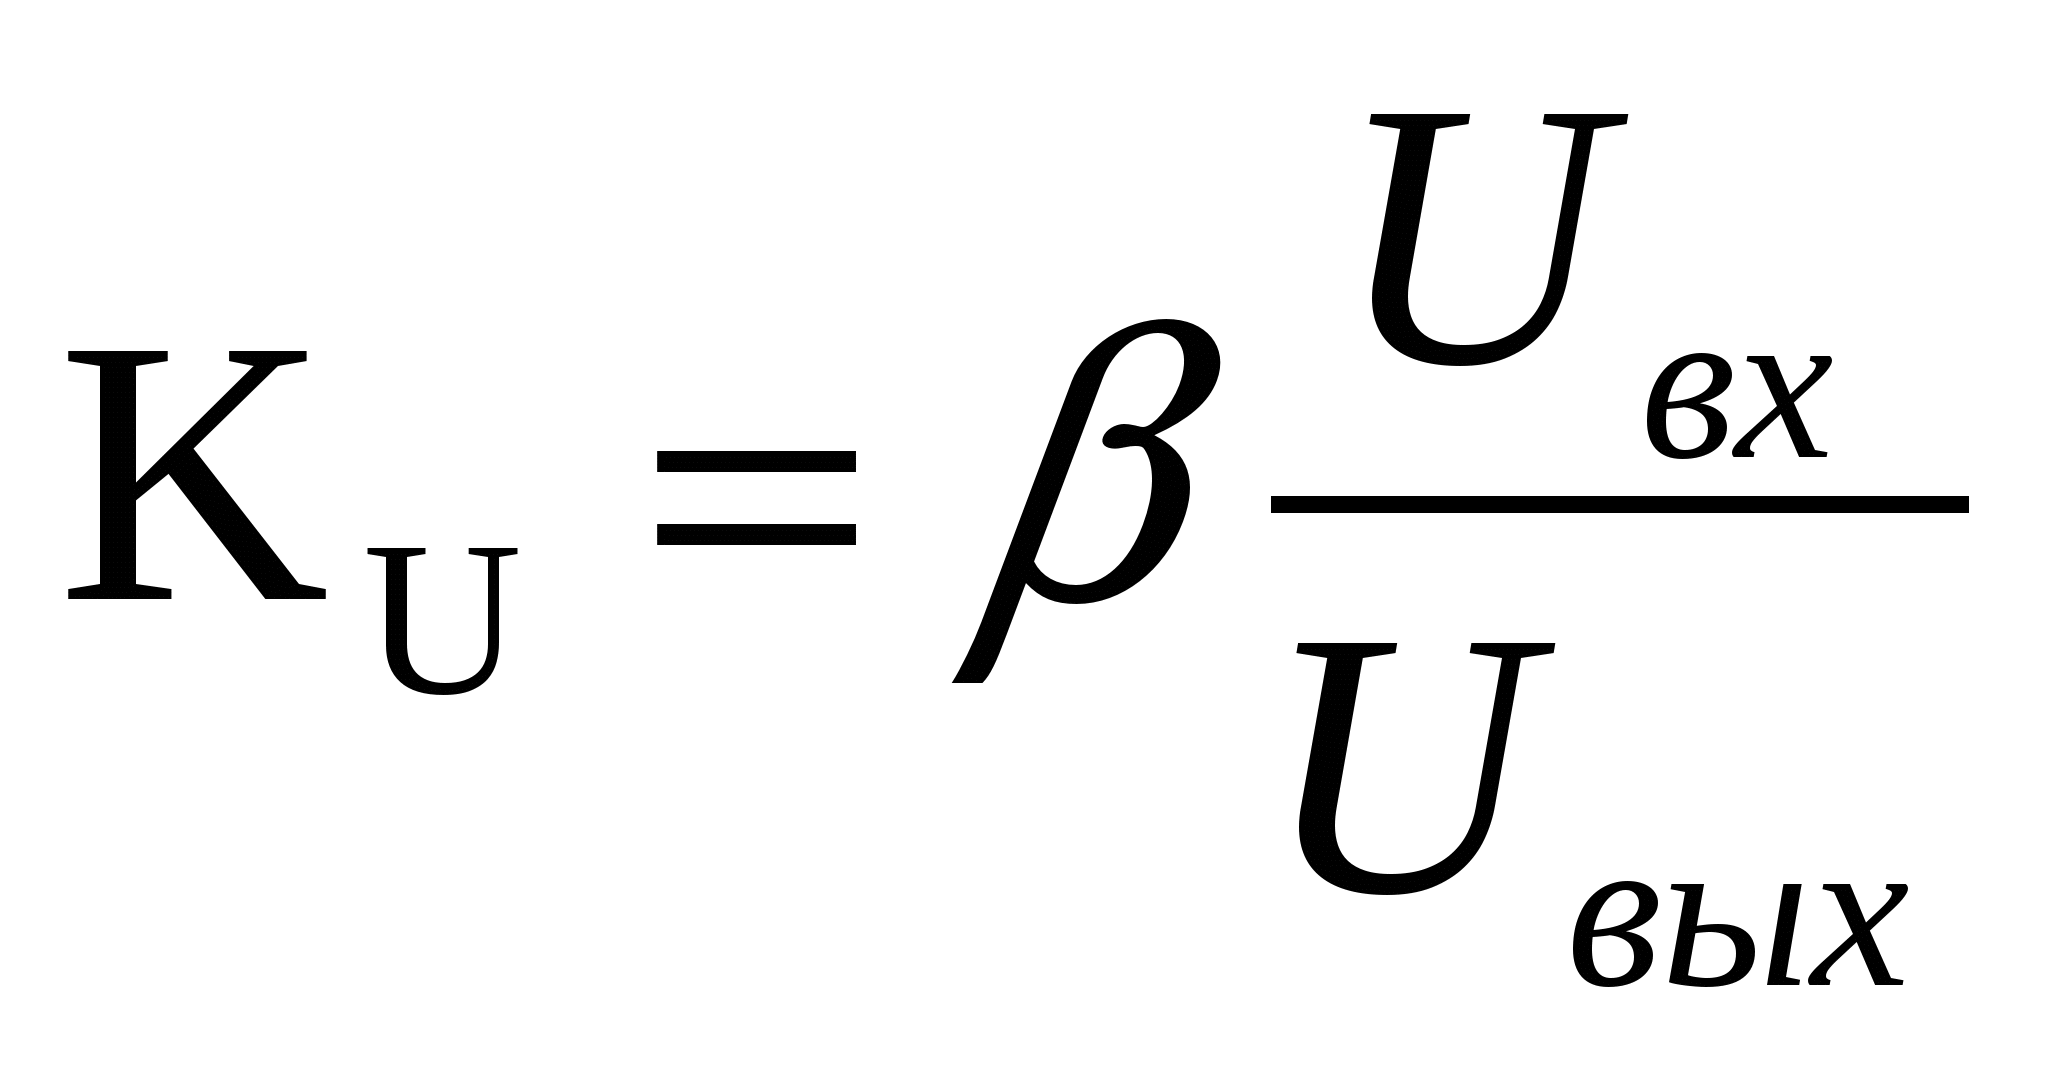 K_U = β U_вх / U_вых